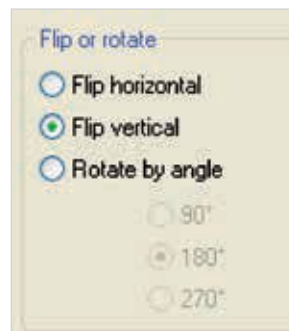 Flip or rotate
Flip horizontal
Flip vertical
Rotate by angle
90°
180°
270°